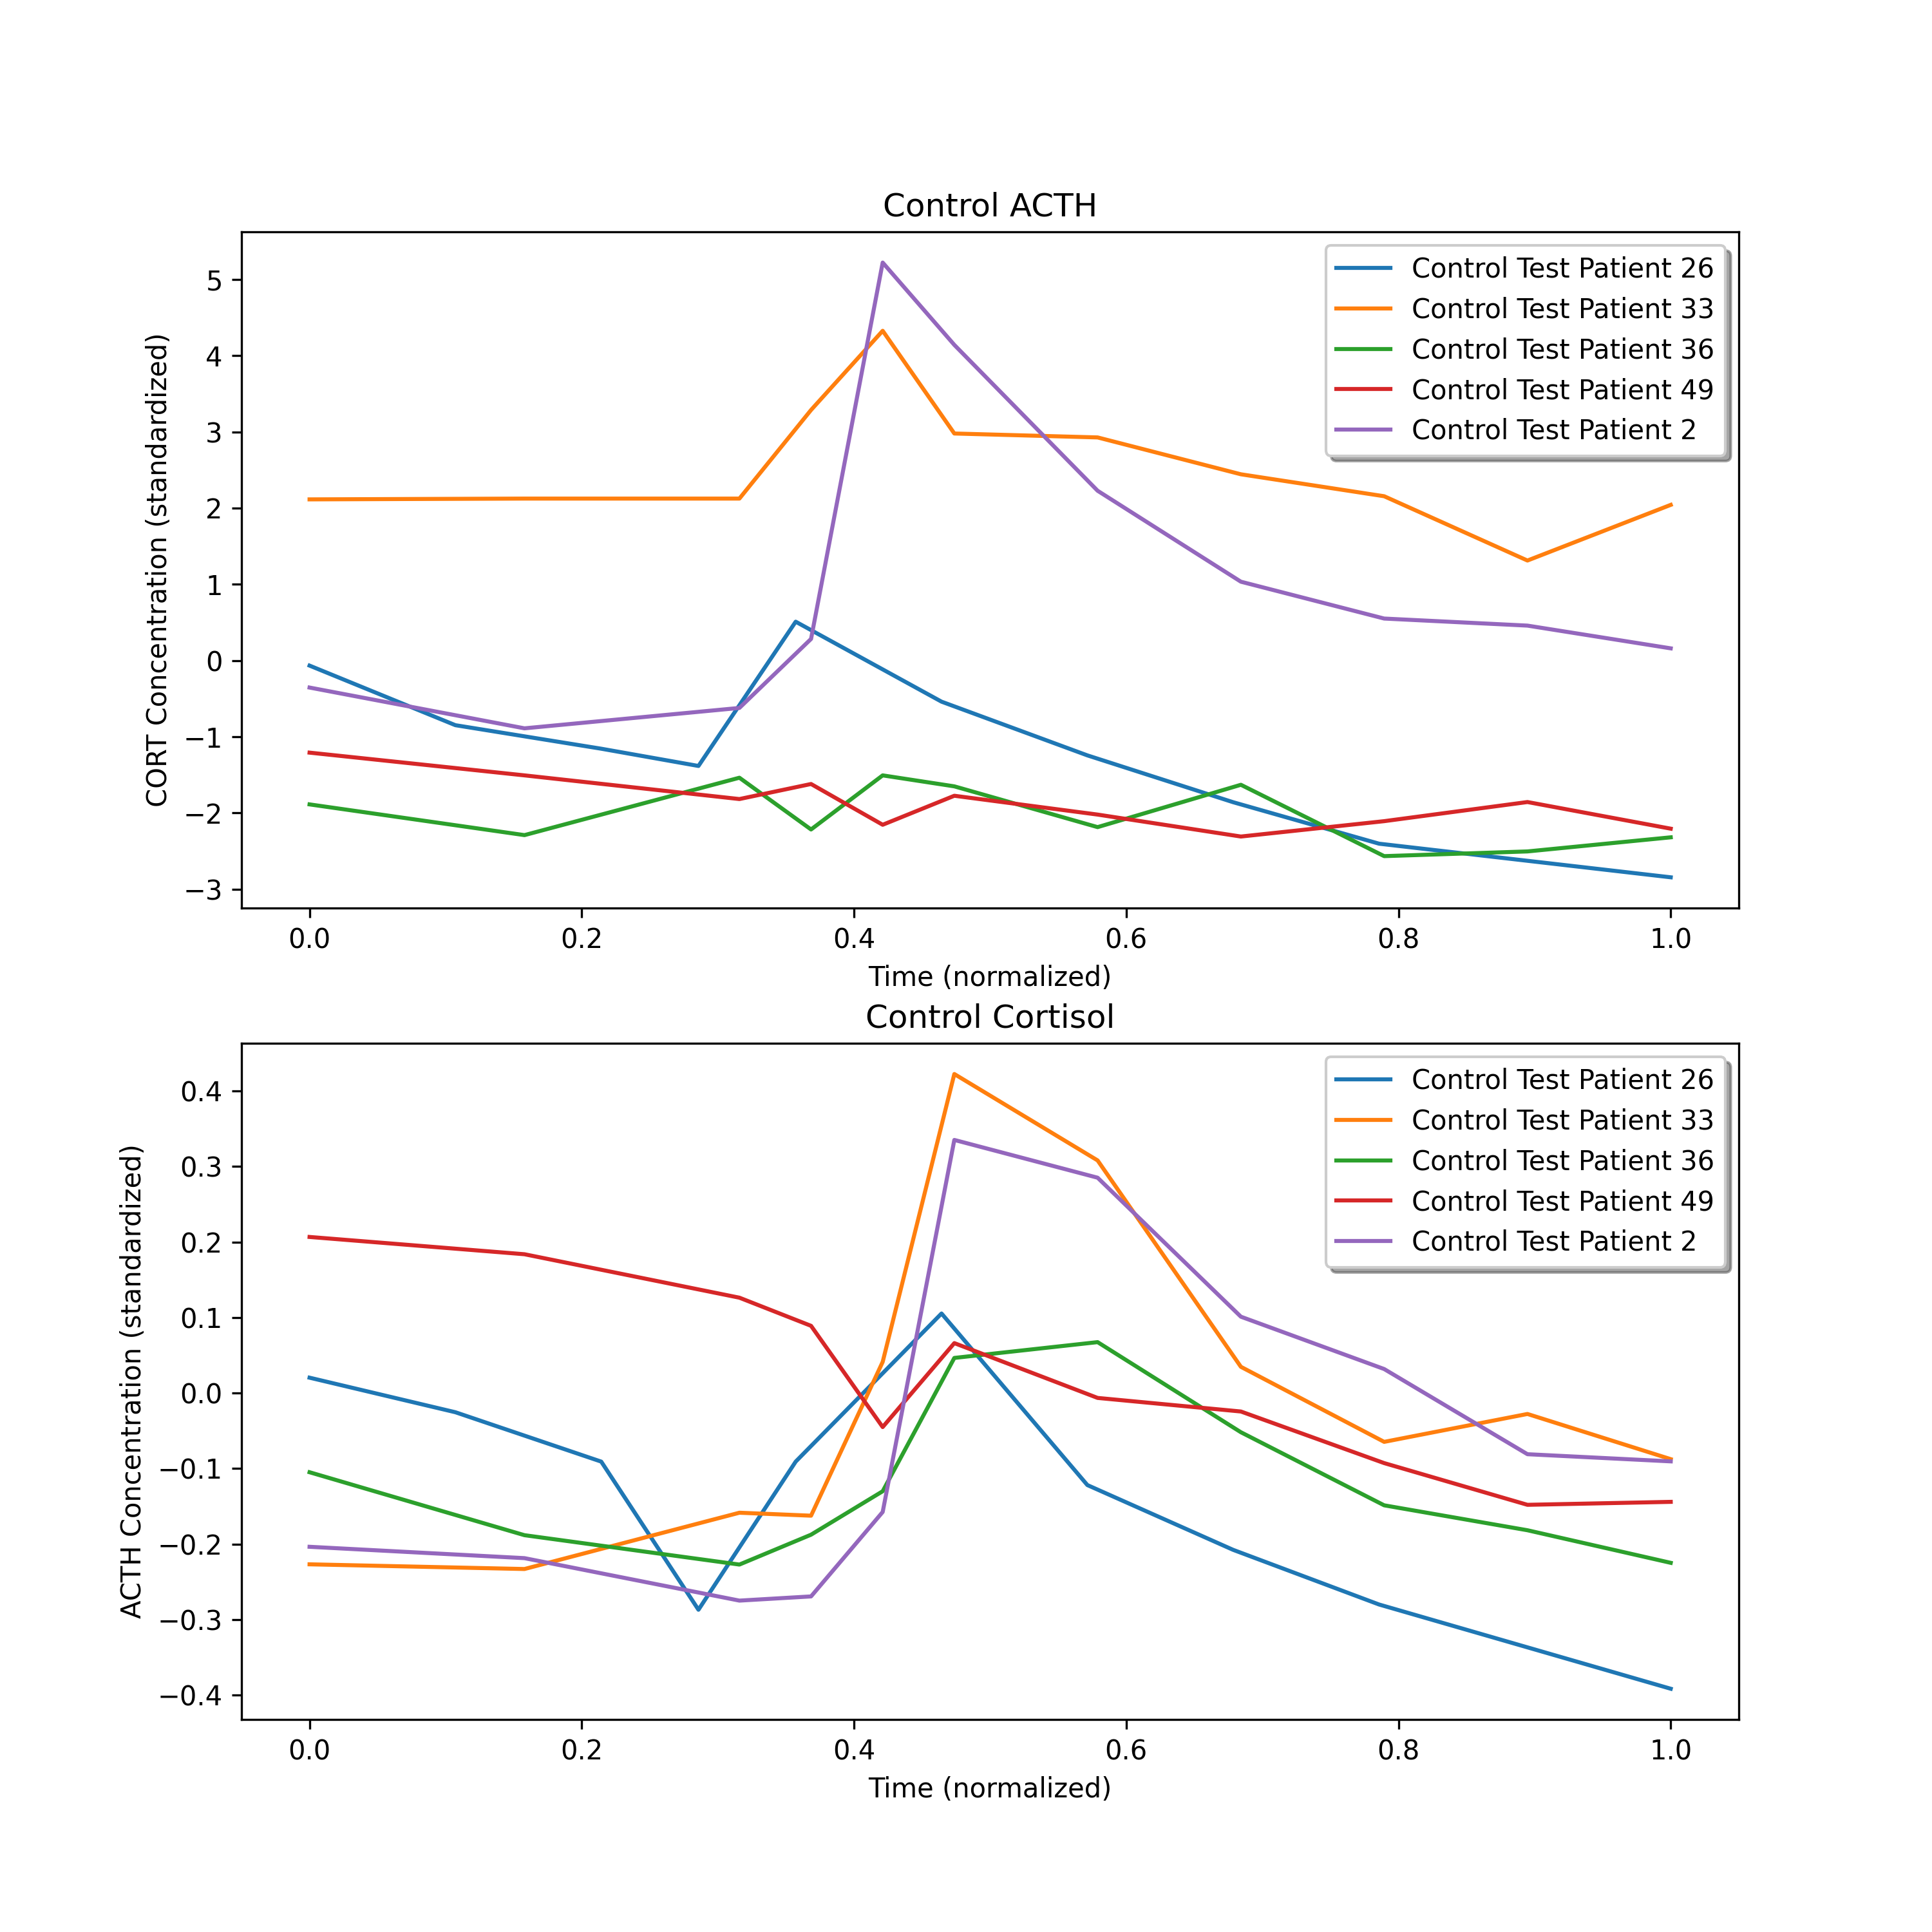 Control ACTH
CORT Concentration (standardized)
5
4
3
2
1
0
−1
−2
−3
Control Test Patient 26
Control Test Patient 33
Control Test Patient 36
Control Test Patient 49
Control Test Patient 2
0.0 0.2 0.4 0.6 0.8 1.0
Time (normalized)
Control Cortisol
ACTH Concentration (standardized)
0.4
0.3
0.2
0.1
0.0
−0.1
−0.2
−0.3
−0.4
Control Test Patient 26
Control Test Patient 33
Control Test Patient 36
Control Test Patient 49
Control Test Patient 2
0.0 0.2 0.4 0.6 0.8 1.0
Time (normalized)